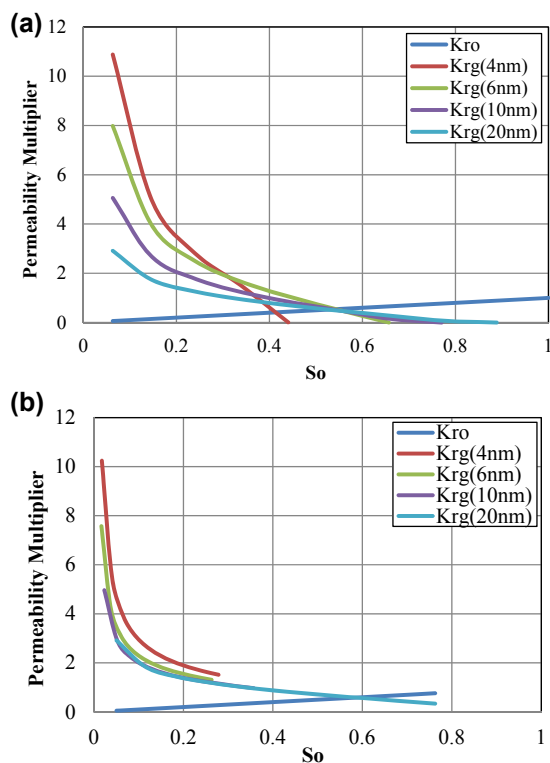 (a)
12
10
8
6
4
2
0
Permeability Multiplier
Kro
Krg(4nm)
Krg(6nm)
Krg(10nm)
Krg(20nm)
0 0.2 0.4 0.6 0.8 1
So
(b)
12
10
8
6
4
2
0
Permeability Multiplier
Kro
Krg(4nm)
Krg(6nm)
Krg(10nm)
Krg(20nm)
0 0.2 0.4 0.6 0.8 1
So